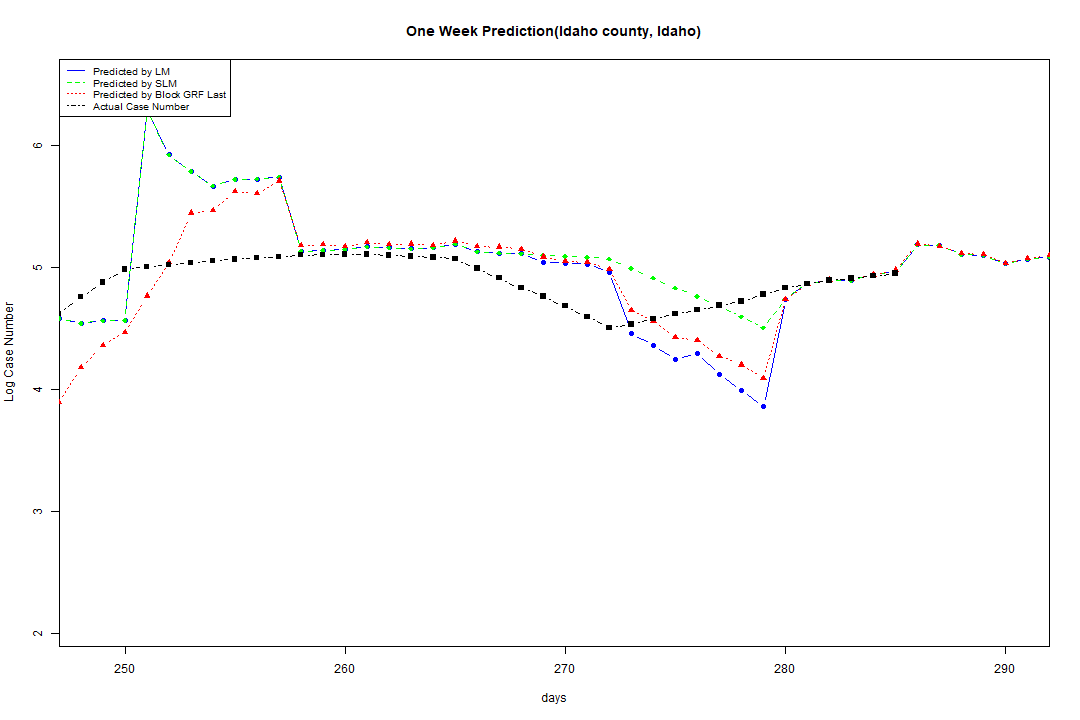 One Week Prediction(Idaho county, Idaho)
Predicted by LM
Predicted by SLM
Predicted by Block GRF Last
Actual Case Number
Log Case Number
6
5
4
3
2
250 260 270 280 290
days